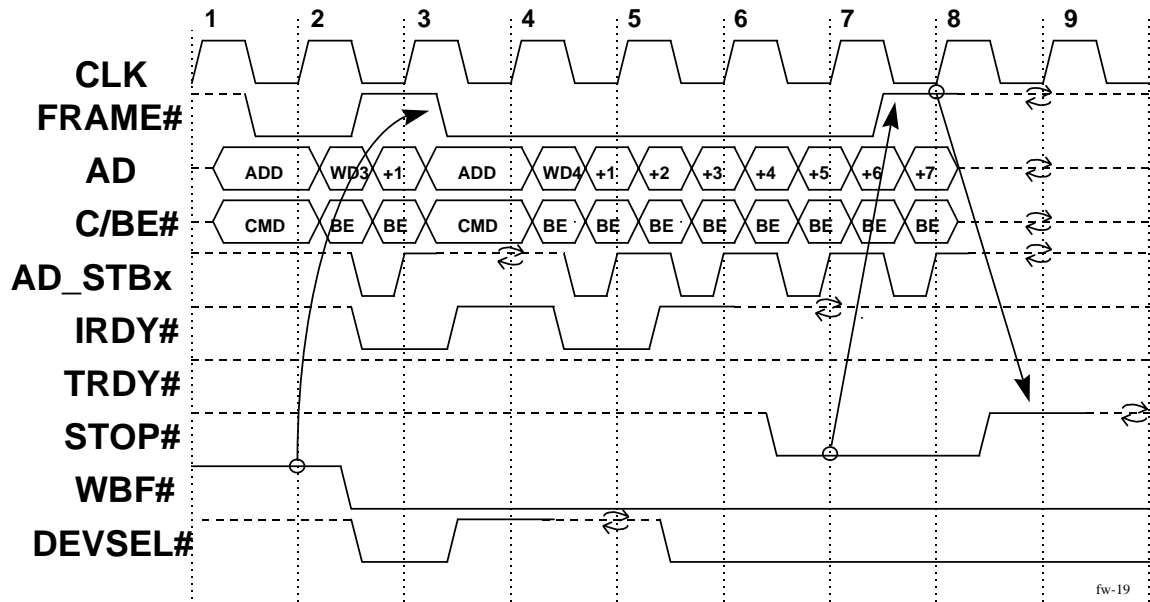 1 2 3 4 5 6 7 8 9
CLK
FRAME#
AD ADD WD3 +1 ADD WD4 +1 +2 +3 +4 +5 +6 +7
C/BE# CMD BE BE CMD BE BE BE BE BE BE BE BE
AD_STBx
IRDY#
TRDY#
STOP#
WBF#
DEVSEL#
fw-19